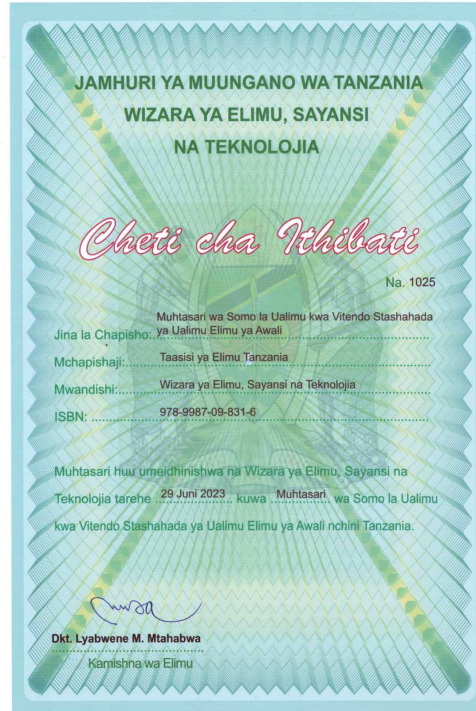 JAMHURI YA MUUNGANO WA TANZANIA
WIZARA YA ELIMU, SAYANSI
NA TEKNOLOJIA
Cheti cha Ithibati
Na. 1025
Muhtasari wa Somo la Ualimu kwa Vitendo Stashahada
Jina la Chapisho: ya Ualimu Elimu ya Awali
Mchapishaji: Taasisi ya Elimu Tanzania
Mwandishi: Wizara ya Elimu, Sayansi na Teknolojia
ISBN: 978-9987-09-831-6
Muhtasari huu umeidhinishwa na Wizara ya Elimu, Sayansi na
Teknolojia tarehe 29 Juni 2023 kuwa Muhtasari wa Somo la Ualimu
kwa Vitendo Stashahada ya Ualimu Elimu ya Awali nchini Tanzania.
Dkt. Lyabwene M. Mtahabwa
Kamishna wa Elimu